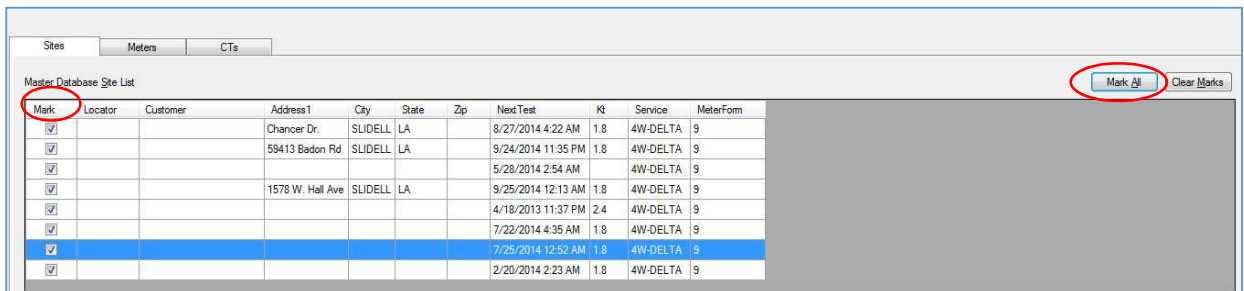 Sites Meters CTs
Master Database Site List Mark All Clear Marks
Mark Locator Customer Address1 City State Zip NextTest Kt Service MeterForm
Chancer Dr. SLIDELL LA 8/27/2014 4:22 AM 1.8 4W-DELTA 9
59413 Badon Rd SLIDELL LA 9/24/2014 11:35 PM 1.8 4W-DELTA 9
5/28/2014 2:54 AM 4W-DELTA 9
1578 W. Hall Ave SLIDELL LA 9/25/2014 12:13 AM 1.8 4W-DELTA 9
4/18/2013 11:37 PM 2.4 4W-DELTA 9
7/22/2014 4:35 AM 1.8 4W-DELTA 9
7/25/2014 12:52 AM 1.8 4W-DELTA 9
2/20/2014 2:23 AM 1.8 4W-DELTA 9